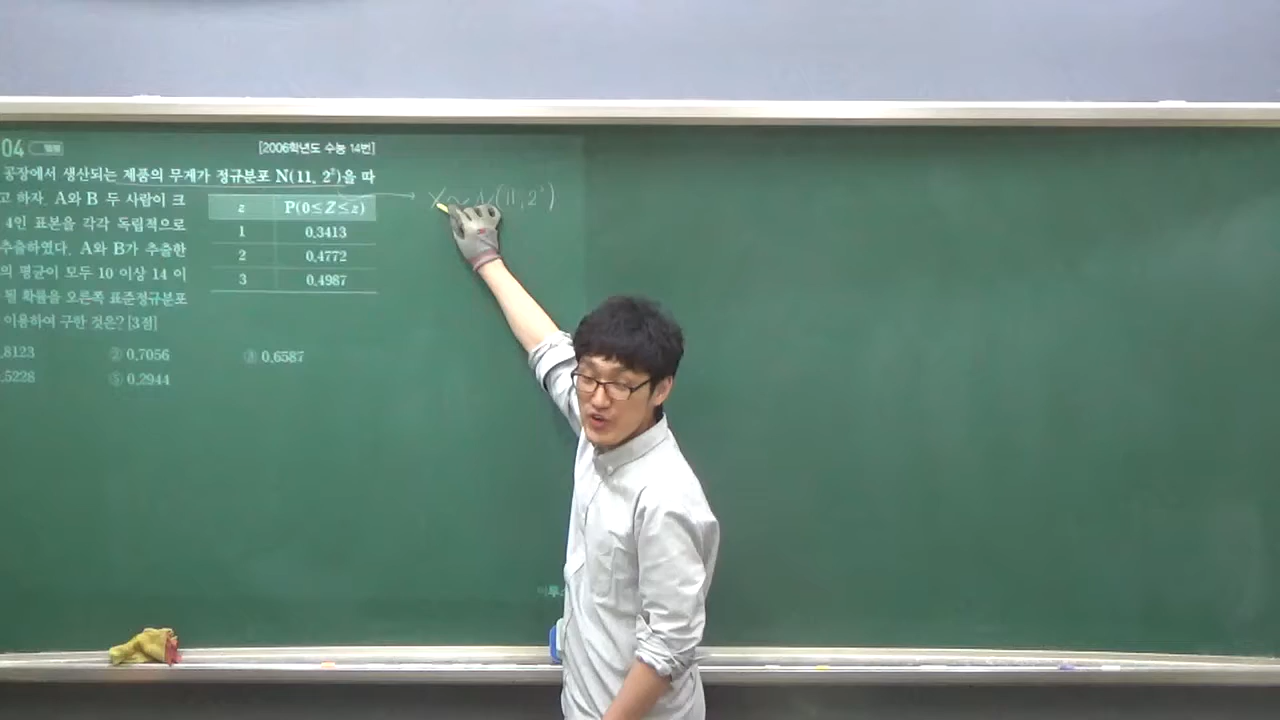 04
[2006학년도 수능 14번]
공장에서 생산되는 제품의 무게가 정규분포 N(11, 2²)을 따
고 하자. A와 B 두 사람이 크
4인 표본을 각각 독립적으로
추출하였다. A와 B가 추출한
의 평균이 모두 10 이상 14 이
될 확률을 오른쪽 표준정규분포
이용하여 구한 것은? [3점]
z P(0≤Z≤z)
1 0.3413
2 0.4772
3 0.4987
.8123 ② 0.7056 ③ 0.6587
.5228 ⑤ 0.2944
X ~ N(11, 2²)